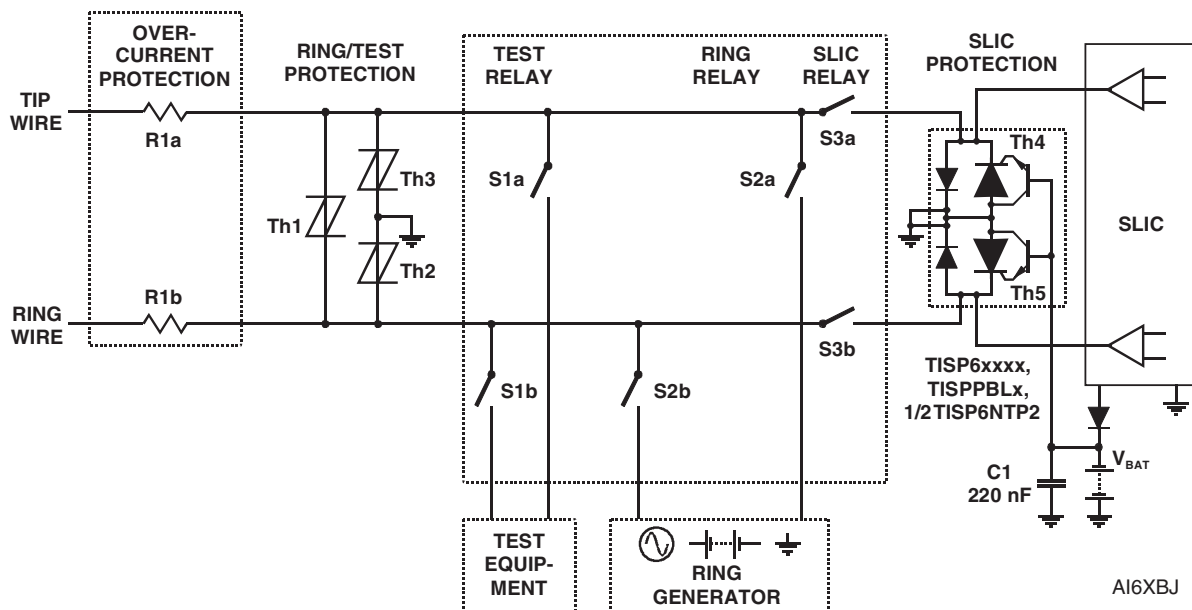 OVER-
CURRENT
PROTECTION
RING/TEST
PROTECTION
TEST
RELAY
RING
RELAY
SLIC
RELAY
SLIC
PROTECTION
TIP
WIRE
R1a
S3a
Th4
Th3
S1a
S2a
Th1
SLIC
Th2
R1b
Th5
RING
WIRE
S3b
S1b
S2b
TISP6xxxx,
TISPPBLx,
1/2TISP6NTP2
C1
220 nF
VBAT
TEST
EQUIP-
MENT
RING
GENERATOR
AI6XBJ